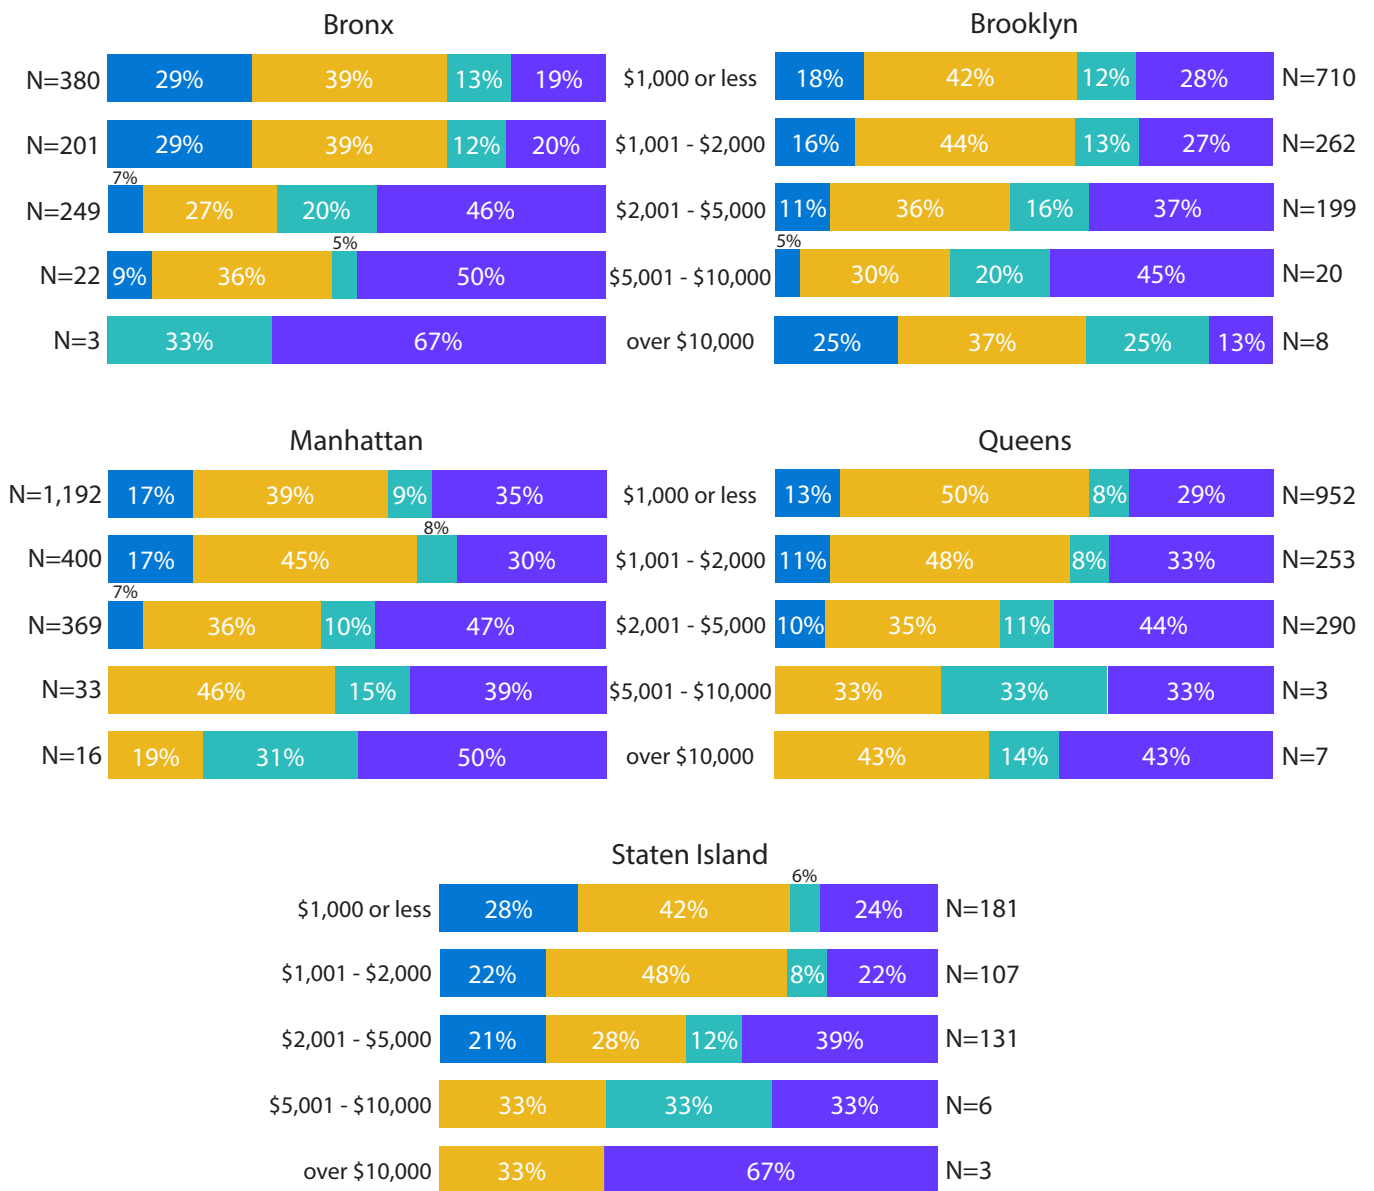 Bronx
Brooklyn
N=380 29% 39% 13% 19% $1,000 or less 18% 42% 12% 28% N=710
N=201 29% 39% 12% 20% $1,001 - $2,000 16% 44% 13% 27% N=262
7%
N=249 27% 20% 46% $2,001 - $5,000 11% 36% 16% 37% N=199
5% 5%
N=22 9% 36% 50% $5,001 - $10,000 30% 20% 45% N=20
N=3 33% 67% over $10,000 25% 37% 25% 13% N=8
Manhattan
Queens
N=1,192 17% 39% 9% 35% $1,000 or less 13% 50% 8% 29% N=952
8%
N=400 17% 45% 30% $1,001 - $2,000 11% 48% 8% 33% N=253
7%
N=369 36% 10% 47% $2,001 - $5,000 10% 35% 11% 44% N=290
N=33 46% 15% 39% $5,001 - $10,000 33% 33% 33% N=3
N=16 19% 31% 50% over $10,000 43% 14% 43% N=7
Staten Island
6%
$1,000 or less 28% 42% 24% N=181
$1,001 - $2,000 22% 48% 8% 22% N=107
$2,001 - $5,000 21% 28% 12% 39% N=131
$5,001 - $10,000 33% 33% 33% N=6
over $10,000 33% 67% N=3